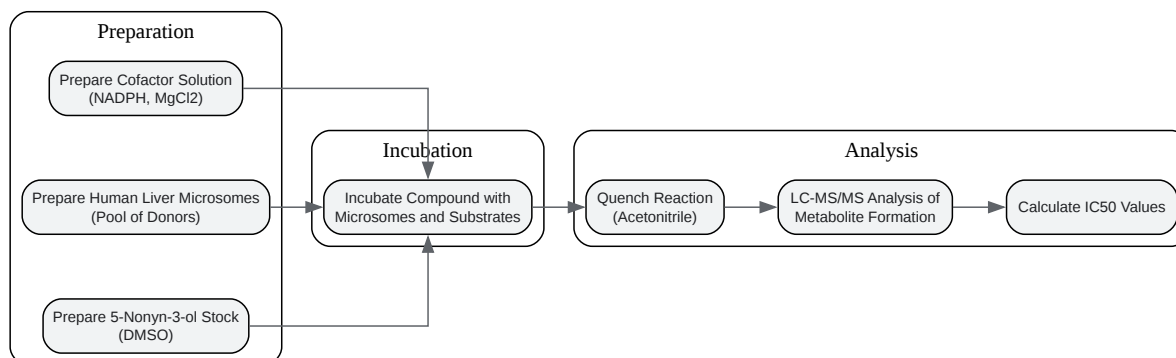 Preparation
Prepare Cofactor Solution
(NADPH, MgCl2)
Prepare Human Liver Microsomes
(Pool of Donors)
Prepare 5-Nonyn-3-ol Stock
(DMSO)
Incubation
Incubate Compound with
Microsomes and Substrates
Analysis
Quench Reaction
(Acetonitrile)
LC-MS/MS Analysis of
Metabolite Formation
Calculate IC50 Values